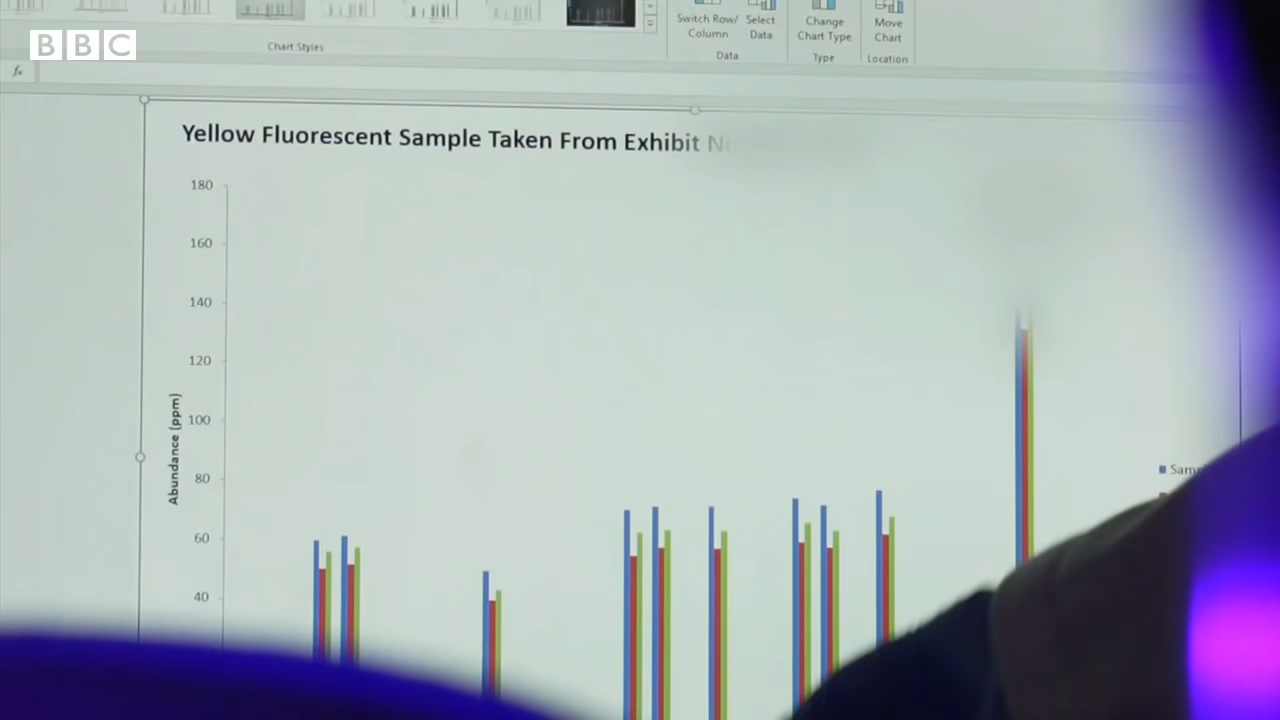 BBC
Switch Row/ Column
Select Data
Change Chart Type
Move Chart
Chart Styles
Data
Type
Location
fx
Yellow Fluorescent Sample Taken From Exhibit
180
160
140
120
100
80
60
40
Abundance (ppm)